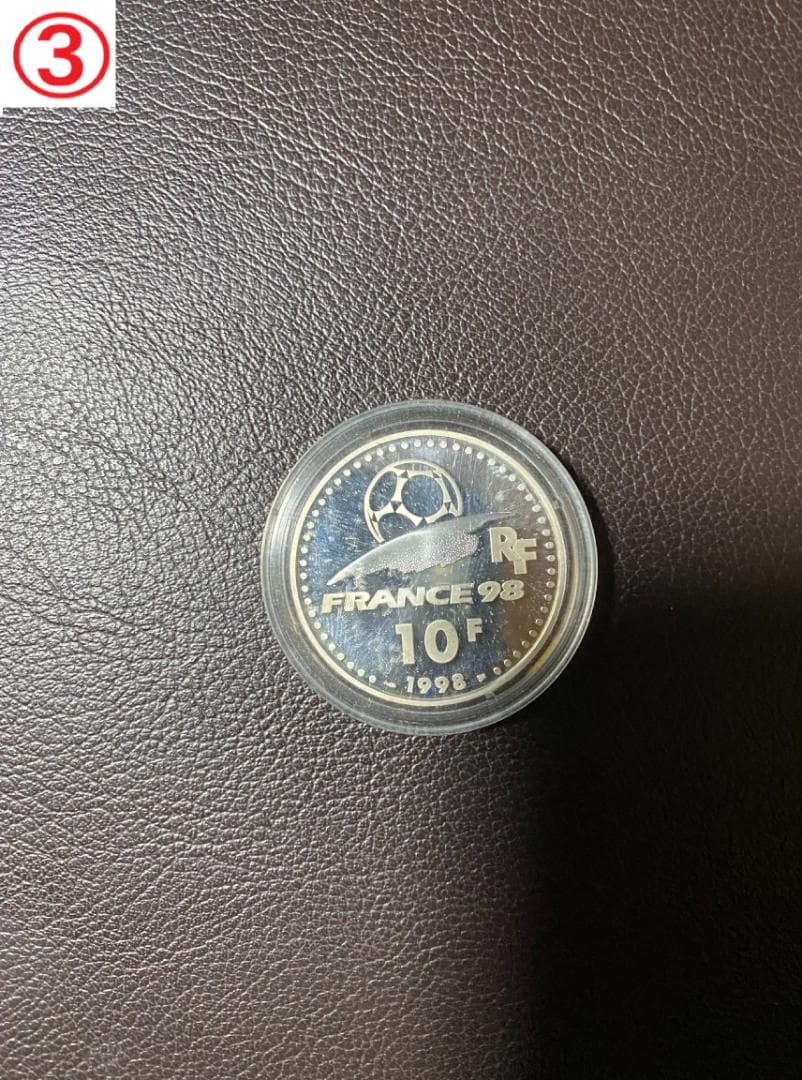 ③
RF
FRANCE 98
10F
- 1998 -